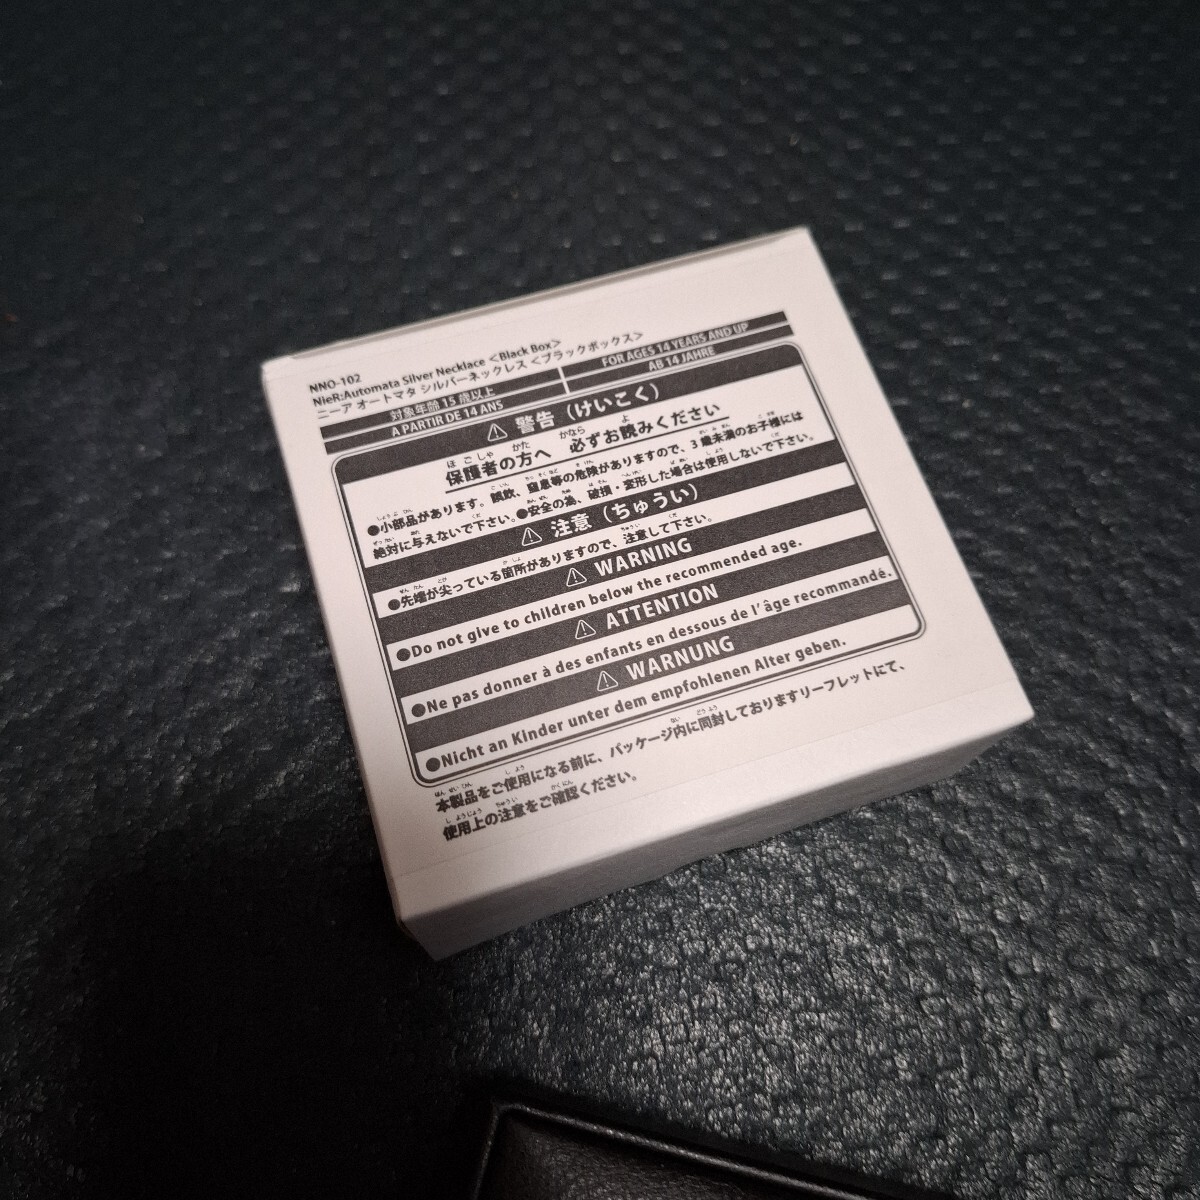 NNO-102
NieR:Automata Silver Necklace <Black Box>
ニーア オートマタ シルバーネックレス <ブラックボックス>
対象年齢 15 歳以上
FOR AGES 14 YEARS AND UP
A PARTIR DE 14 ANS
AB 14 JAHRE
⚠ 警告（けいこく）
保護者の方へ 必ずお読みください
●小部品があります。誤飲、窒息等の危険がありますので、3 歳未満のお子様には
絶対に与えないで下さい。●安全の為、破損・変形した場合は使用しないで下さい。
⚠ 注意（ちゅうい）
●先端が尖っている箇所がありますので、注意して下さい。
⚠ WARNING
●Do not give to children below the recommended age.
⚠ ATTENTION
●Ne pas donner à des enfants en dessous de l'âge recommandé.
⚠ WARNUNG
●Nicht an Kinder unter dem empfohlenen Alter geben.
本製品をご使用になる前に、パッケージ内に同封しておりますリーフレットにて、
使用上の注意をご確認ください。